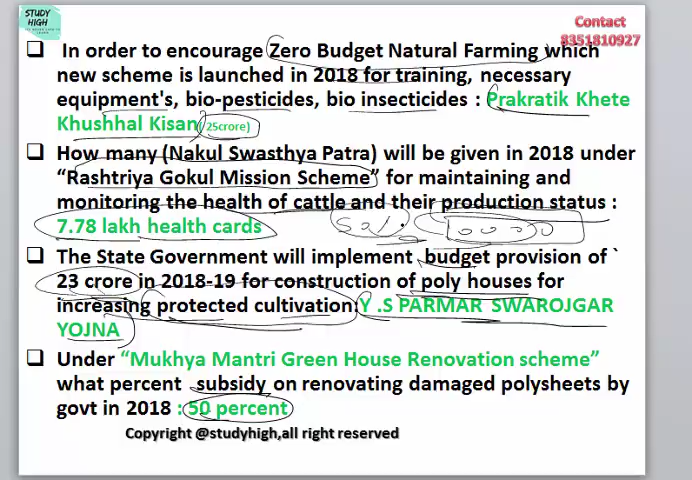 STUDY
HIGH
Contact
8351810927
In order to encourage Zero Budget Natural Farming which
new scheme is launched in 2018 for training, necessary
equipment's, bio-pesticides, bio insecticides : Prakratik Khete
Khushhal Kisan( 25crore)
How many (Nakul Swasthya Patra) will be given in 2018 under
“Rashtriya Gokul Mission Scheme” for maintaining and
monitoring the health of cattle and their production status :
7.78 lakh health cards
The State Government will implement budget provision of `
23 crore in 2018-19 for construction of poly houses for
increasing protected cultivation:Y .S PARMAR SWAROJGAR
YOJNA
Under “Mukhya Mantri Green House Renovation scheme”
what percent subsidy on renovating damaged polysheets by
govt in 2018 : 50 percent
Copyright @studyhigh,all right reserved